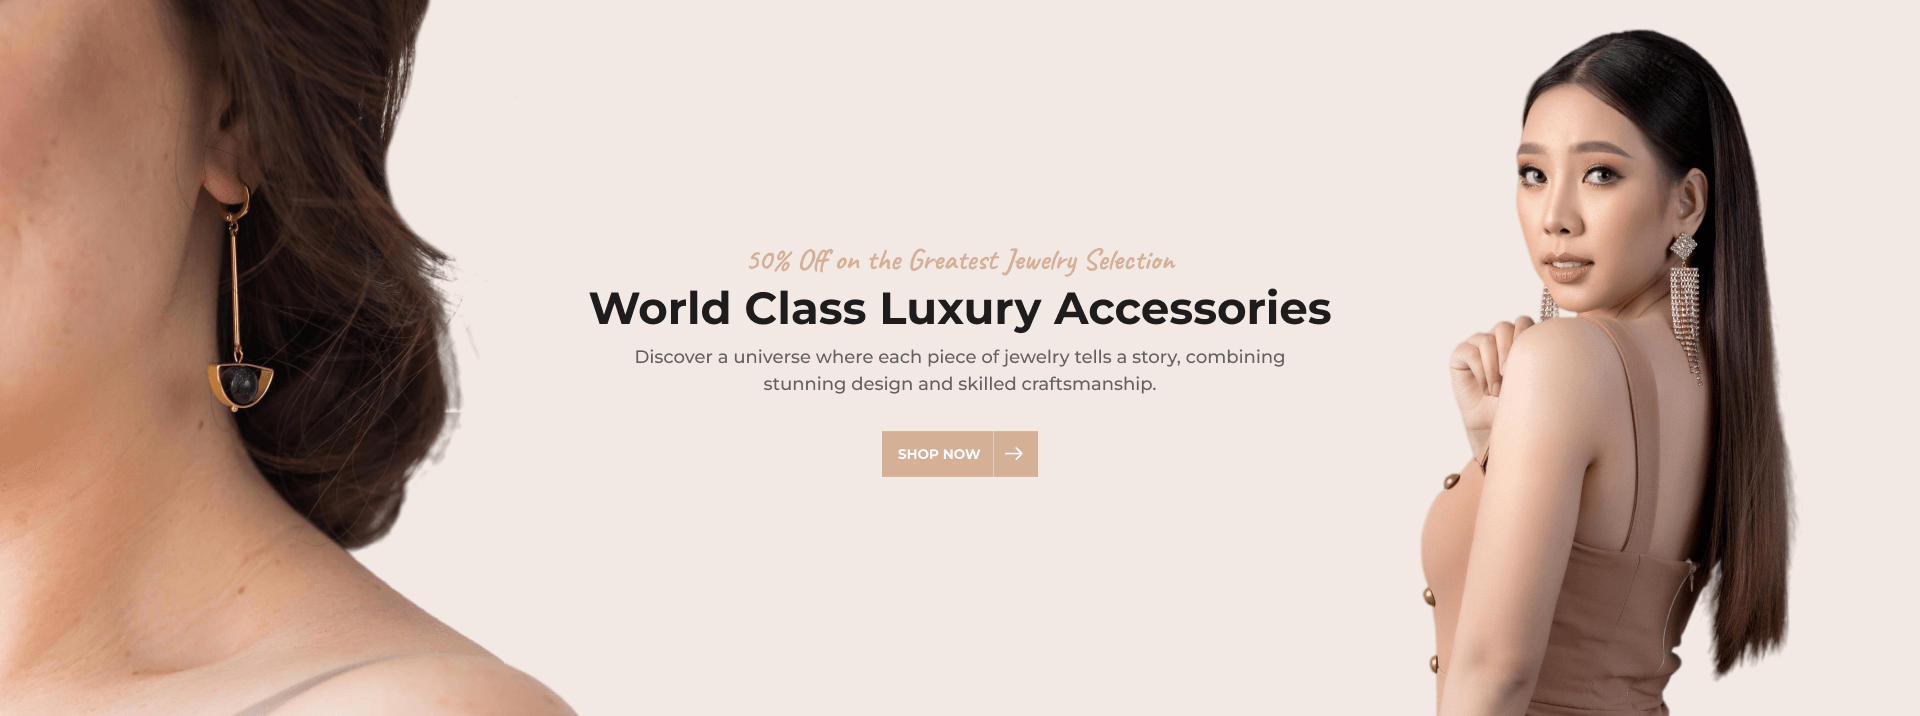 50% Off on the Greatest Jewelry Selection
World Class Luxury Accessories
Discover a universe where each piece of jewelry tells a story, combining
stunning design and skilled craftsmanship.
SHOP NOW